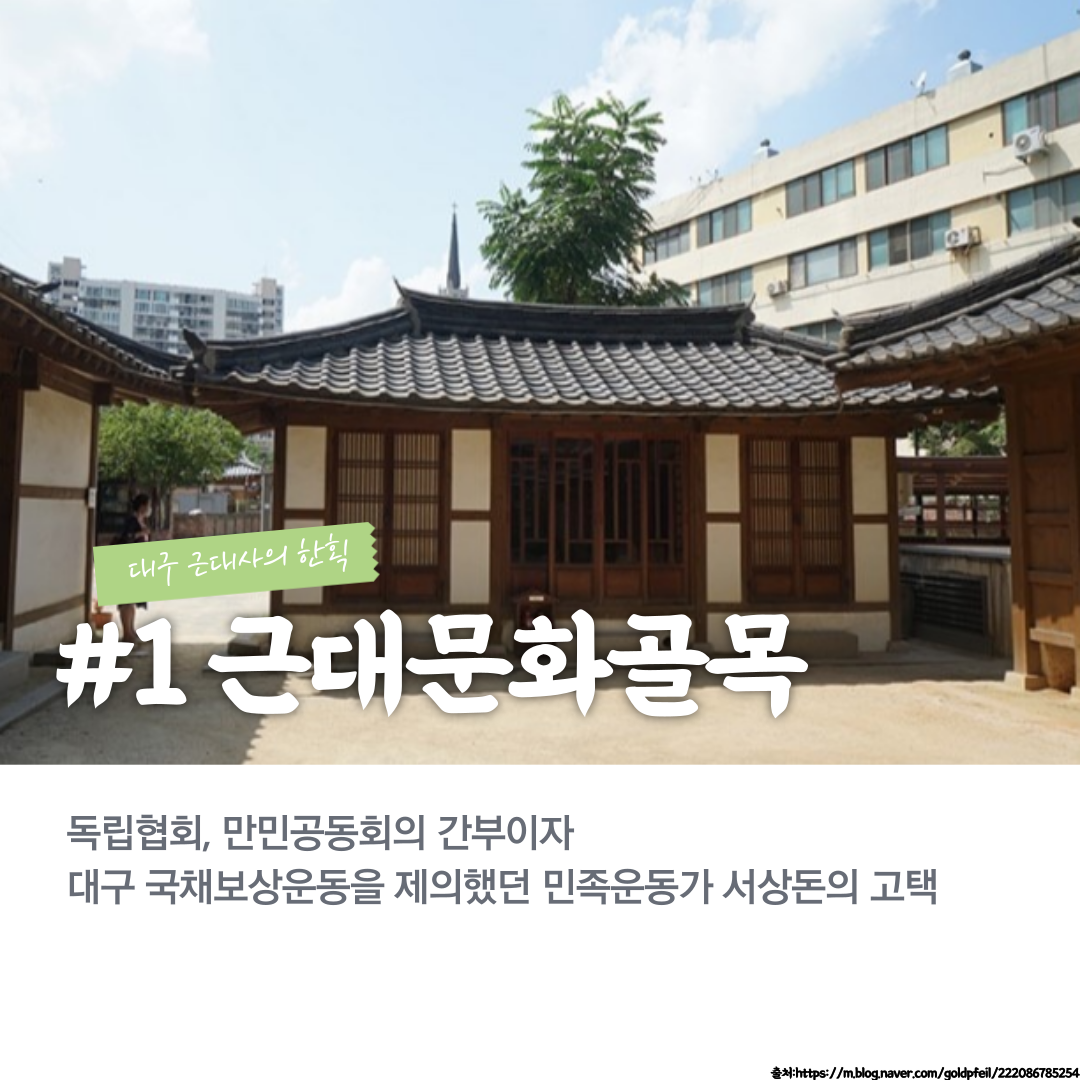 대구 근대사의 한획
#1 근대문화골목
독립협회, 만민공동회의 간부이자
대구 국채보상운동을 제의했던 민족운동가 서상돈의 고택
출처:https://m.blog.naver.com/goldpfeil/222086785254